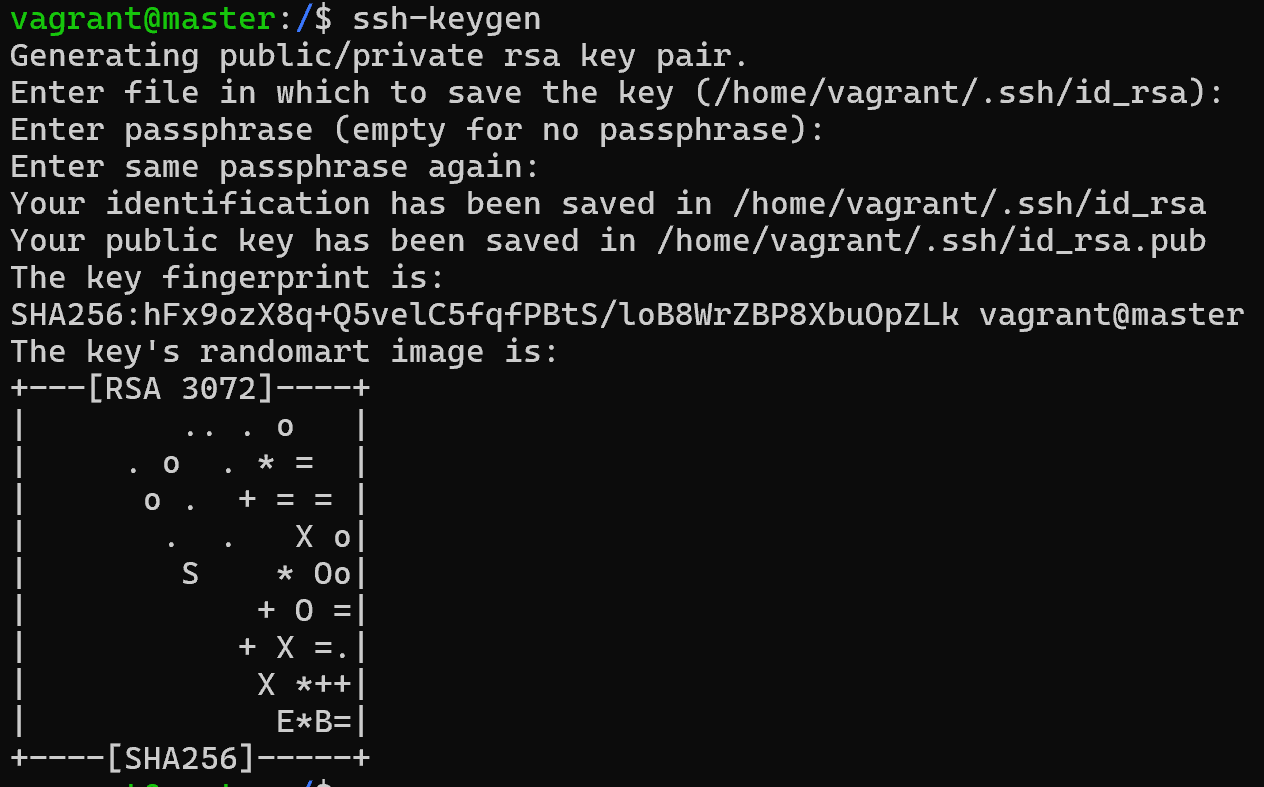 vagrant@master:/$ ssh-keygen
Generating public/private rsa key pair.
Enter file in which to save the key (/home/vagrant/.ssh/id_rsa):
Enter passphrase (empty for no passphrase):
Enter same passphrase again:
Your identification has been saved in /home/vagrant/.ssh/id_rsa
Your public key has been saved in /home/vagrant/.ssh/id_rsa.pub
The key fingerprint is:
SHA256:hFx9ozX8q+Q5velC5fqfPBtS/loB8WrZBP8XbuOpZLk vagrant@master
The key's randomart image is:
+---[RSA 3072]----+
|        .. . o   |
|     . o  . * =  |
|      o .  + = = |
|       .  .   X o|
|        S    * Oo|
|            + O =|
|           + X =.|
|            X *++|
|             E*B=|
+----[SHA256]-----+